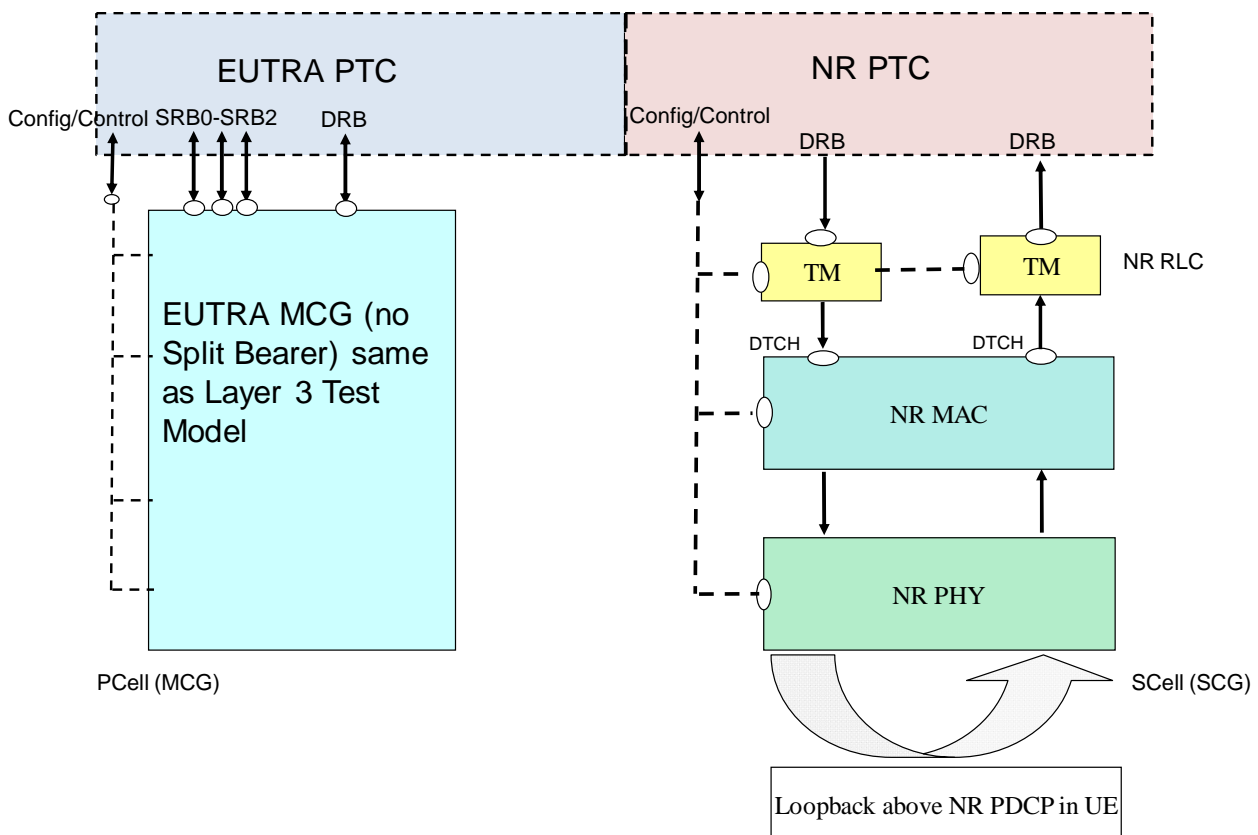 EUTRA PTC
NR PTC
Config/Control
SRB0-SRB2
DRB
Config/Control
DRB
DRB
TM
TM
NR RLC
DTCH
DTCH
EUTRA MCG (no
Split Bearer) same
as Layer 3 Test
Model
NR MAC
NR PHY
PCell (MCG)
SCell (SCG)
Loopback above NR PDCP in UE